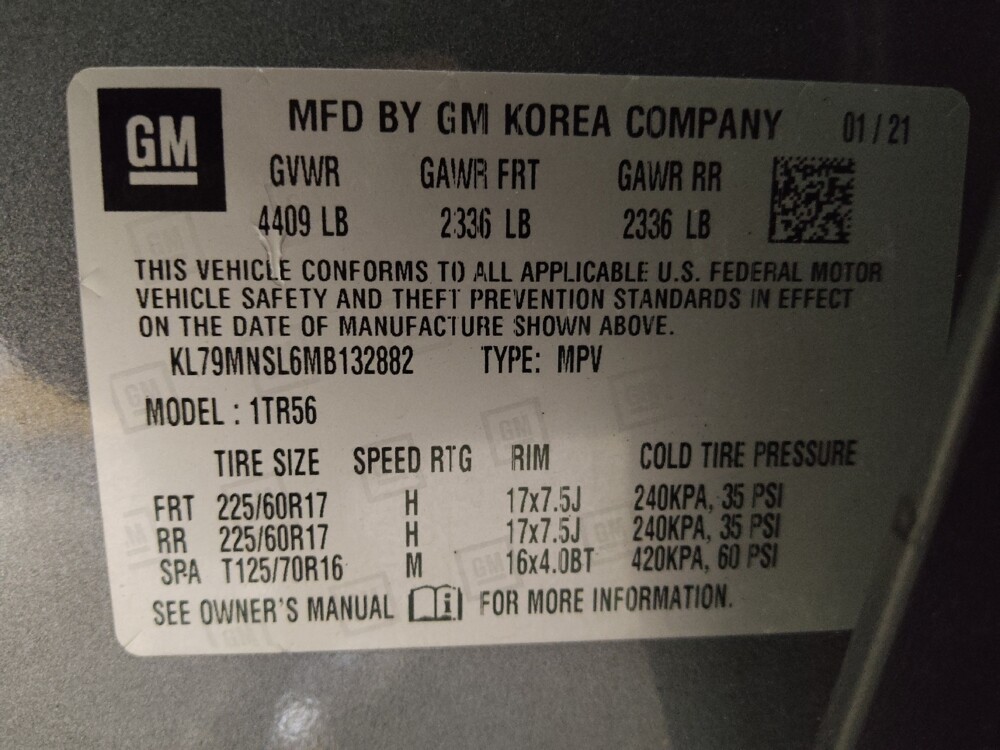 GM
MFD BY GM KOREA COMPANY 01/21
GVWR GAWR FRT GAWR RR
4409 LB 2336 LB 2336 LB
THIS VEHICLE CONFORMS TO ALL APPLICABLE U.S. FEDERAL MOTOR
VEHICLE SAFETY AND THEFT PREVENTION STANDARDS IN EFFECT
ON THE DATE OF MANUFACTURE SHOWN ABOVE.
KL79MNSL6MB132882 TYPE: MPV
MODEL : 1TR56
TIRE SIZE SPEED RTG RIM COLD TIRE PRESSURE
FRT 225/60R17 H 17x7.5J 240KPA, 35 PSI
RR 225/60R17 H 17x7.5J 240KPA, 35 PSI
SPA T125/70R16 M 16x4.0BT 420KPA, 60 PSI
SEE OWNER'S MANUAL i FOR MORE INFORMATION.